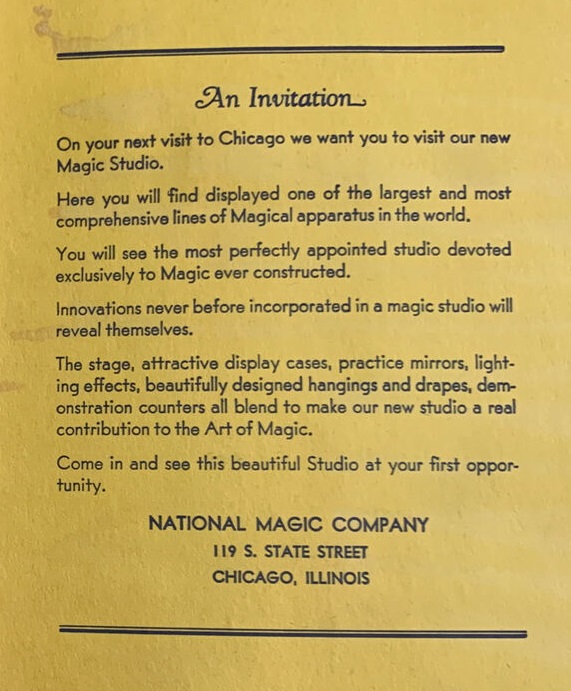 An Invitation
On your next visit to Chicago we want you to visit our new
Magic Studio.
Here you will find displayed one of the largest and most
comprehensive lines of Magical apparatus in the world.
You will see the most perfectly appointed studio devoted
exclusively to Magic ever constructed.
Innovations never before incorporated in a magic studio will
reveal themselves.
The stage, attractive display cases, practice mirrors, light-
ing effects, beautifully designed hangings and drapes, dem-
onstration counters all blend to make our new studio a real
contribution to the Art of Magic.
Come in and see this beautiful Studio at your first oppor-
tunity.
NATIONAL MAGIC COMPANY
119 S. STATE STREET
CHICAGO, ILLINOIS